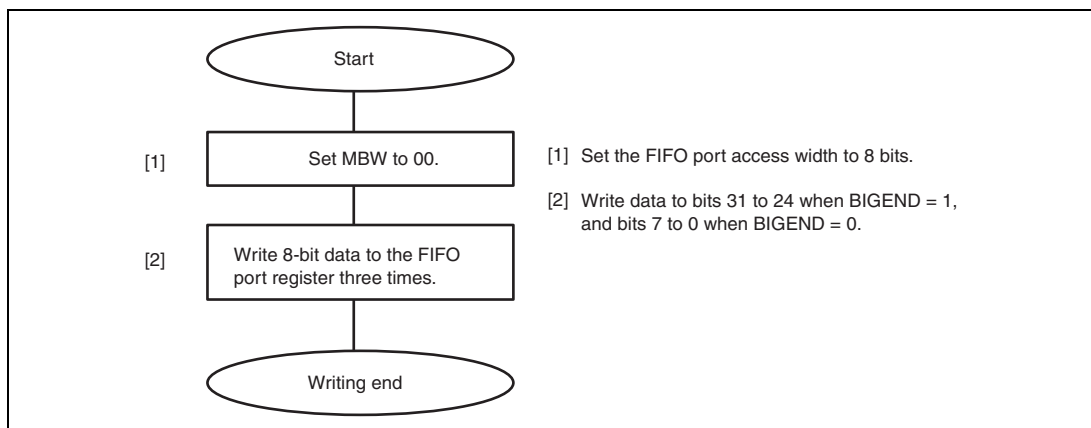 Start
[1]
Set MBW to 00.
[1] Set the FIFO port access width to 8 bits.
[2] Write data to bits 31 to 24 when BIGEND = 1,
and bits 7 to 0 when BIGEND = 0.
[2]
Write 8-bit data to the FIFO
port register three times.
Writing end